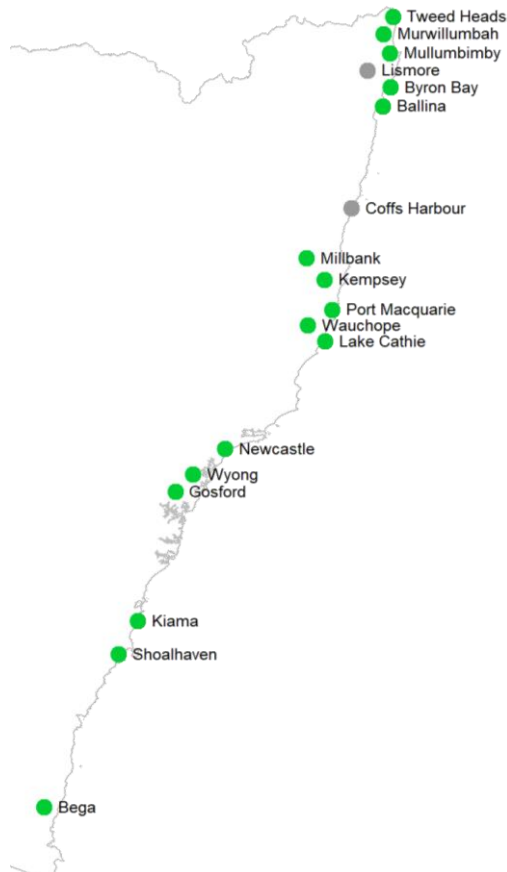 Tweed Heads
Murwillumbah
Mullumbimby
Lismore
Byron Bay
Ballina
Coffs Harbour
Millbank
Kempsey
Port Macquarie
Wauchope
Lake Cathie
Newcastle
Wyong
Gosford
Kiama
Shoalhaven
Bega